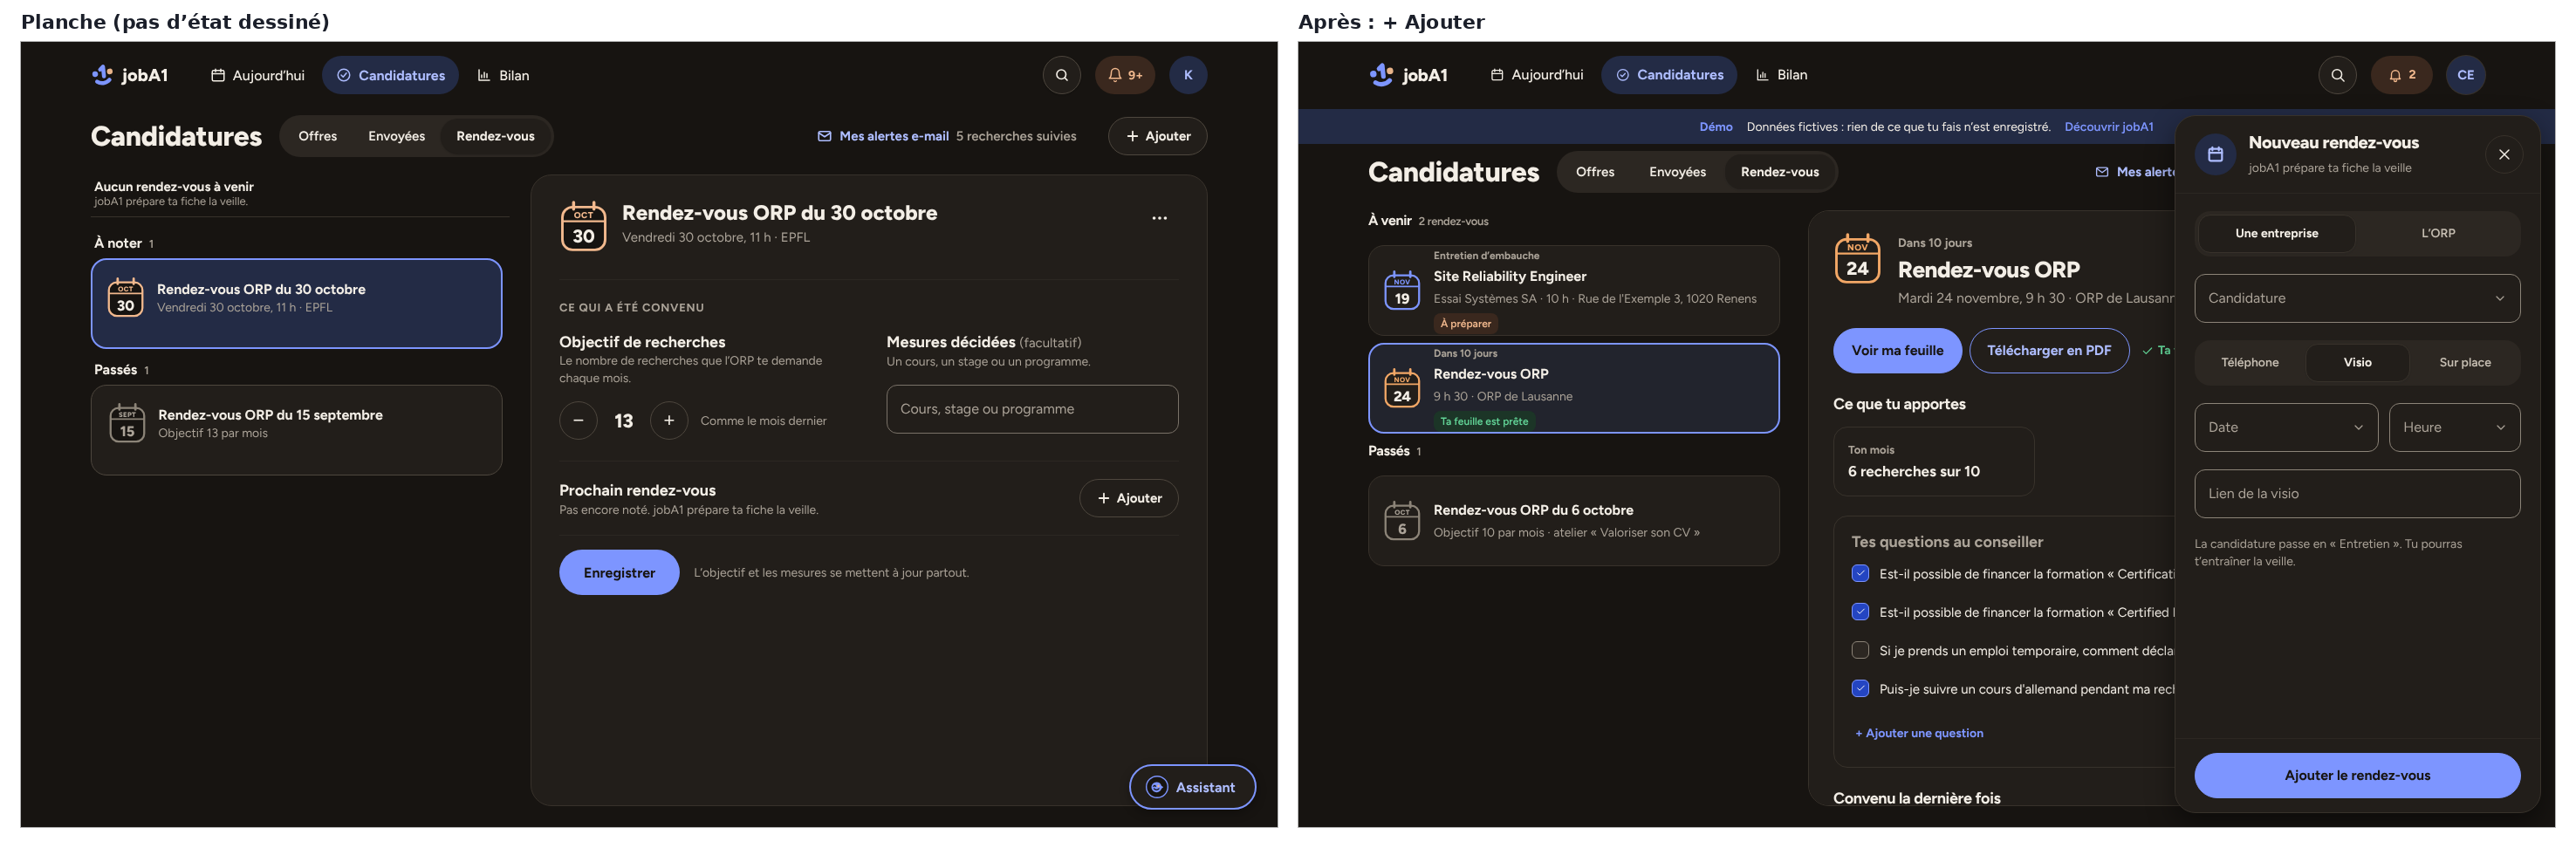 Planche (pas d’état dessiné)
jobA1
Aujourd’hui
Candidatures
Bilan
9+
K
Candidatures
Offres
Envoyées
Rendez-vous
Mes alertes e-mail 5 recherches suivies
+ Ajouter
Aucun rendez-vous à venir
jobA1 prépare ta fiche la veille.
À noter 1
OCT
30
Rendez-vous ORP du 30 octobre
Vendredi 30 octobre, 11 h · EPFL
Passés 1
SEPT
15
Rendez-vous ORP du 15 septembre
Objectif 13 par mois
OCT
30
Rendez-vous ORP du 30 octobre
Vendredi 30 octobre, 11 h · EPFL
CE QUI A ÉTÉ CONVENU
Objectif de recherches
Le nombre de recherches que l’ORP te demande
chaque mois.
− 13 + Comme le mois dernier
Mesures décidées (facultatif)
Un cours, un stage ou un programme.
Cours, stage ou programme
Prochain rendez-vous
Pas encore noté. jobA1 prépare ta fiche la veille.
+ Ajouter
Enregistrer
L’objectif et les mesures se mettent à jour partout.
Assistant
Après : + Ajouter
jobA1
Aujourd’hui
Candidatures
Bilan
2
CE
Démo Données fictives : rien de ce que tu fais n’est enregistré. Découvrir jobA1
Candidatures
Offres
Envoyées
Rendez-vous
Mes alerte
À venir 2 rendez-vous
Entretien d’embauche
NOV
19
Site Reliability Engineer
Essai Systèmes SA · 10 h · Rue de l’Exemple 3, 1020 Renens
À préparer
Dans 10 jours
NOV
24
Rendez-vous ORP
9 h 30 · ORP de Lausanne
Ta feuille est prête
Passés 1
OCT
6
Rendez-vous ORP du 6 octobre
Objectif 10 par mois · atelier « Valoriser son CV »
NOV
24
Dans 10 jours
Rendez-vous ORP
Mardi 24 novembre, 9 h 30 · ORP de Lausann
Voir ma feuille
Télécharger en PDF
Ta
Ce que tu apportes
Ton mois
6 recherches sur 10
Tes questions au conseiller
Est-il possible de financer la formation « Certificati
Est-il possible de financer la formation « Certified
Si je prends un emploi temporaire, comment décla
Puis-je suivre un cours d’allemand pendant ma rech
+ Ajouter une question
Convenu la dernière fois
Nouveau rendez-vous
jobA1 prépare ta fiche la veille
Une entreprise
L’ORP
Candidature
Téléphone
Visio
Sur place
Date
Heure
Lien de la visio
La candidature passe en « Entretien ». Tu pourras
t’entraîner la veille.
Ajouter le rendez-vous